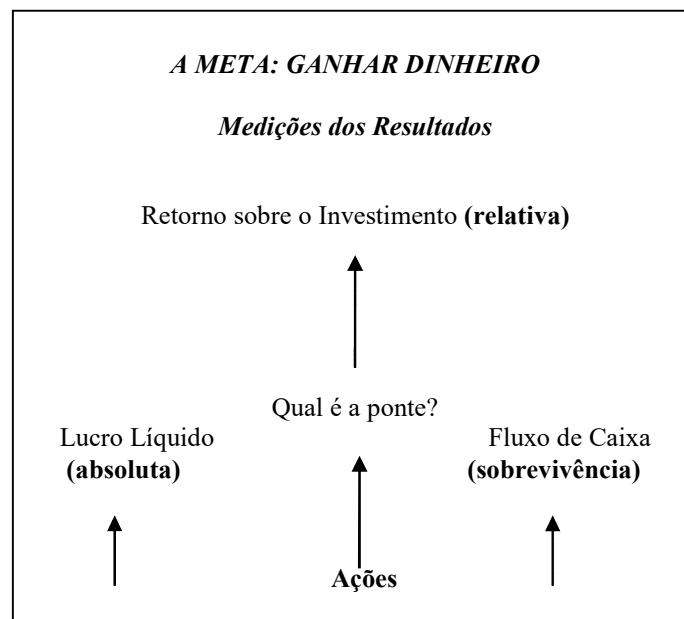 A META: GANHAR DINHEIRO
Medições dos Resultados
Retorno sobre o Investimento (relativa)
Qual é a ponte?
Lucro Líquido
(absoluta)
Fluxo de Caixa
(sobrevivência)
Ações